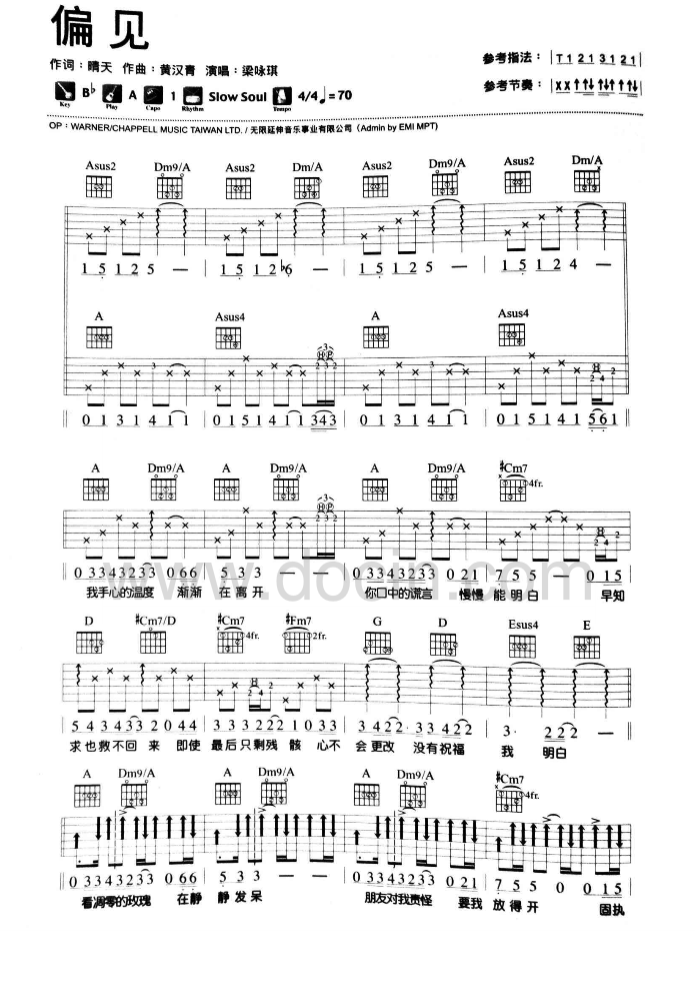 偏见
作词：晴天 作曲：黄汉青 演唱：梁咏琪
参考指法： T 1 2 1 3 1 2 1
B♭ A 1 Slow Soul 4/4 ♩=70
Key Play Capo Rhythm Tempo
参考节奏：
OP：WARNER/CHAPPELL MUSIC TAIWAN LTD. / 无限延伸音乐事业有限公司（Admin by EMI MPT）
Asus2 Dm9/A Asus2 Dm/A Asus2 Dm9/A Asus2 Dm/A
1 5 1 2 5 — 1 5 1 2 ♭6 — 1 5 1 2 5 — 1 5 1 2 4 —
A Asus4 A Asus4
0 1 3 1 4 1 1 0 1 5 1 4 1 1 3 4 3 0 1 3 1 4 1 1 0 1 5 1 4 1 5 6 1
A Dm9/A A Dm9/A A Dm9/A #Cm7 4fr.
0 3 3 4 3 2 3 3 0 6 6 5 3 3 — — 0 3 3 4 3 2 3 3 0 2 1 7 5 5 — 0 1 5
我手心的温度 渐渐 在离开 你口中的谎言 慢慢 能明白 早知
www.docin.com
D #Cm7/D #Cm7 4fr. #Fm7 2fr. G D Esus4 E
5 4 3 4 3 3 2 0 4 4 3 3 3 2 2 2 1 0 3 3 3 4 2 2 2· 3 3 4 2 2 3· 2 2 2 —
求也救不回 来 即使 最后只剩残 骸 心不 会更改 没有祝福 我 明白
A Dm9/A A Dm9/A A Dm9/A #Cm7 4fr.
0 3 3 4 3 2 3 3 0 6 6 5 3 3 — — 0 3 3 4 3 2 3 3 0 2 1 7 5 5 0 0 1 5
看凋零的玫瑰 在静 静发呆 朋友对我责怪 要我 放得开 固执